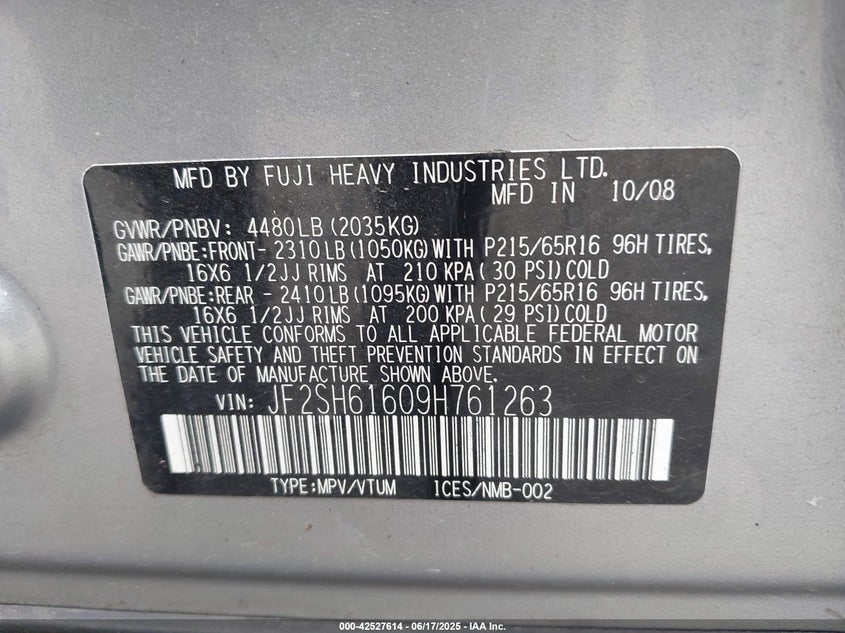 MFD BY FUJI HEAVY INDUSTRIES LTD.
MFD IN 10/08
GVWR/PNBV: 4480LB (2035KG)
GAWR/PNBE:FRONT- 2310LB(1050KG)WITH P215/65R16 96H TIRES,
16X6 1/2JJ RIMS AT 210 KPA( 30 PSI)COLD
GAWR/PNBE:REAR - 2410LB(1095KG)WITH P215/65R16 96H TIRES,
16X6 1/2JJ RIMS AT 200 KPA( 29 PSI)COLD
THIS VEHICLE CONFORMS TO ALL APPLICABLE FEDERAL MOTOR
VEHICLE SAFETY AND THEFT PREVENTION STANDARDS IN EFFECT ON
THE DATE OF MANUFACTURE SHOWN ABOVE.
VIN: JF2SH61609H761263
TYPE:MPV/VTUM ICES/NMB-002
000-42527614 - 06/17/2025 - IAA Inc.